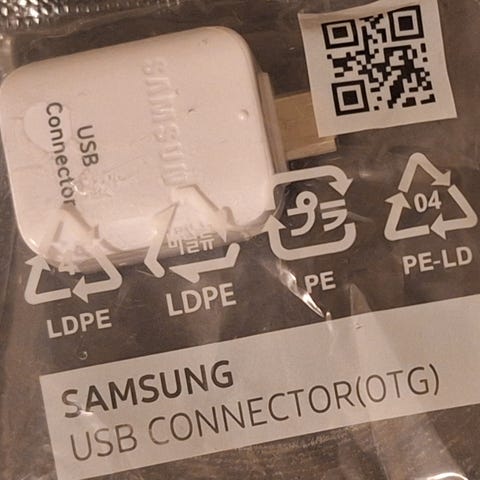 SAMSUNG
USB
Connector
4
LDPE
비닐류
LDPE
プラ
PE
04
PE-LD
SAMSUNG
USB CONNECTOR(OTG)